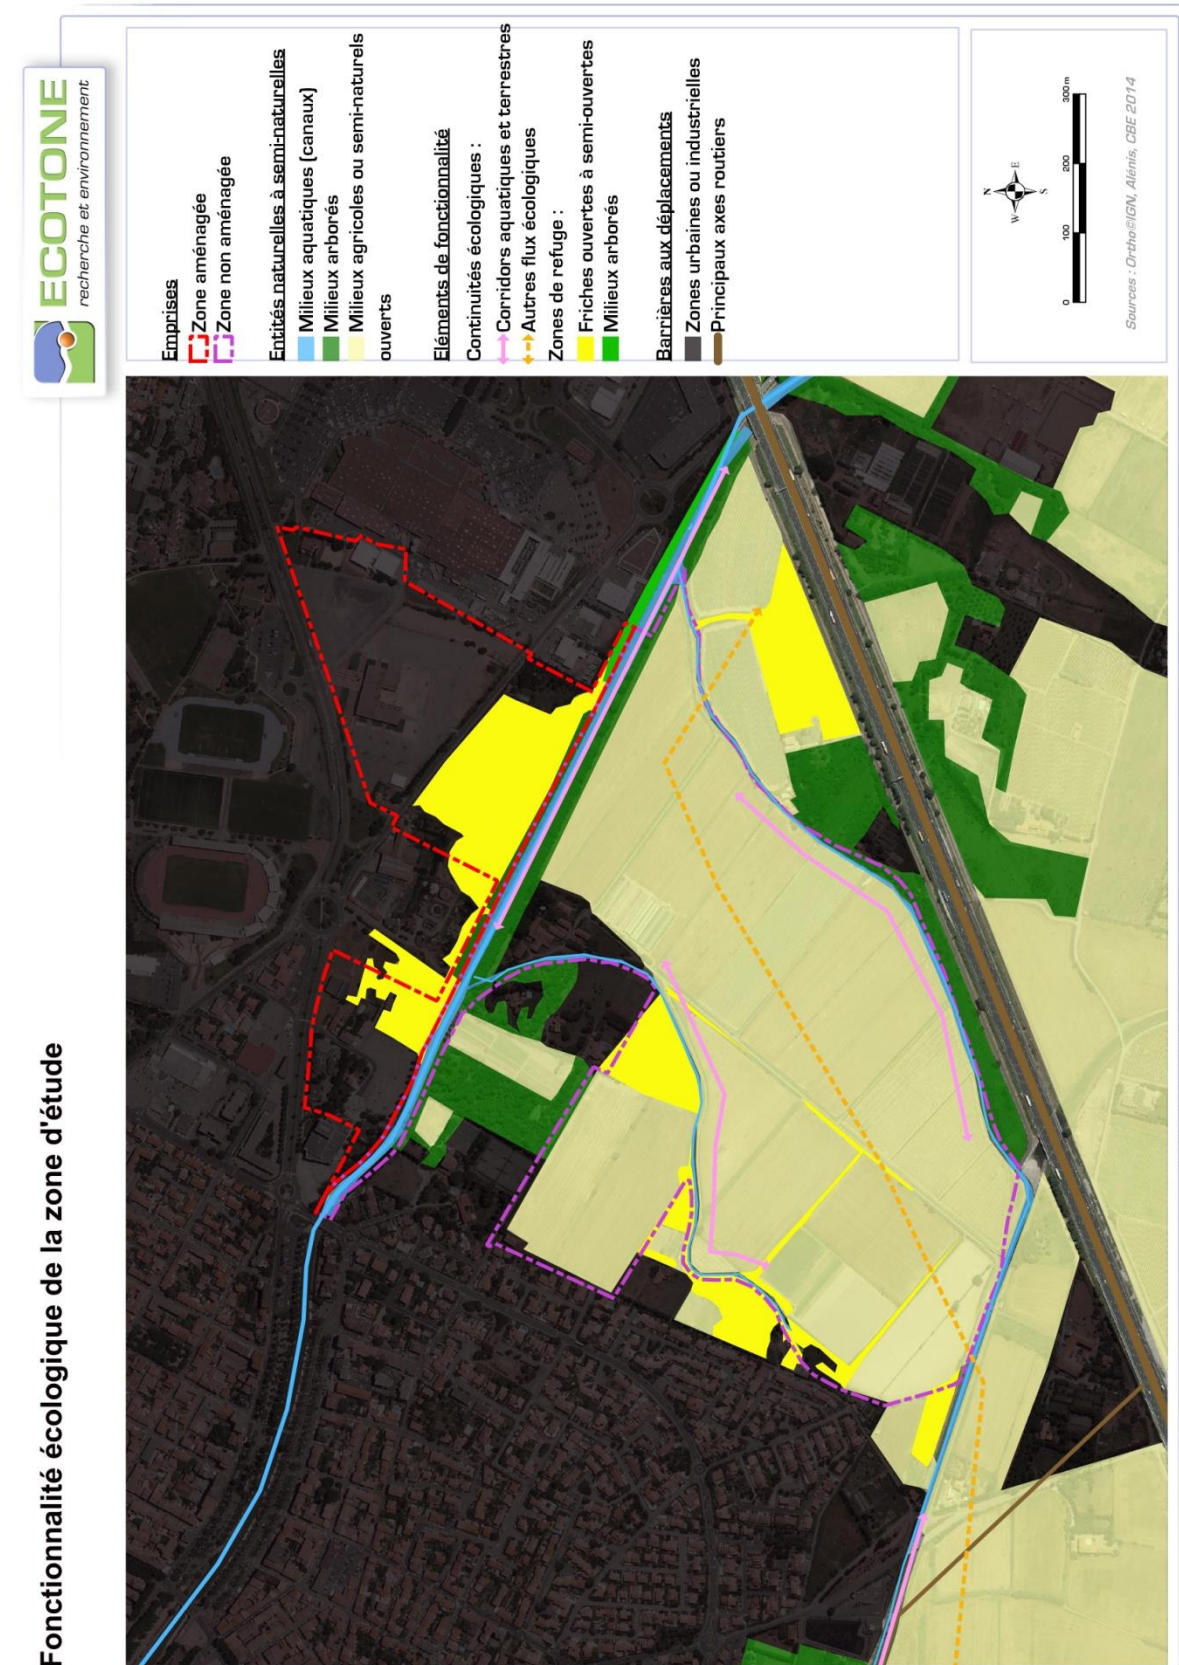 Fonctionnalité écologique de la zone d'étude
ECOTONE
recherche et environnement
Emprises
Zone aménagée
Zone non aménagée
Entités naturelles à semi-naturelles
Milieux aquatiques (canaux)
Milieux arborés
Milieux agricoles ou semi-naturels
ouverts
Eléments de fonctionalité
Continuités écologiques :
Corridors aquatiques et terrestres
Autres flux écologiques
Zones de refuge :
Friches ouvertes à semi-ouvertes
Milieux arborés
Barrières aux déplacements
Zones urbaines ou industrielles
Principaux axes routiers
N
W E
S
0 100 200 300 m
Sources : Ortho©IGN, Alénis, CBE 2014